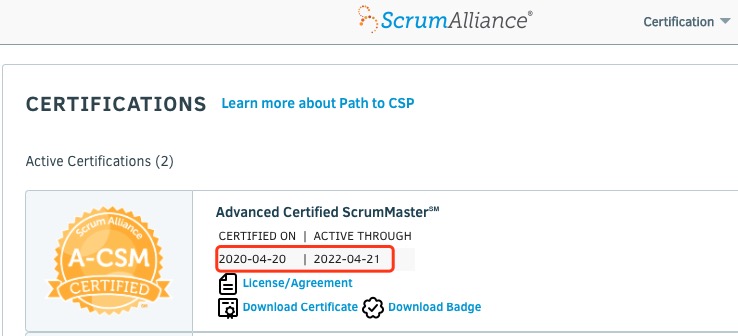 ScrumAlliance®
Certification
CERTIFICATIONS Learn more about Path to CSP
Active Certifications (2)
Scrum Alliance
A-CSM
CERTIFIED
Advanced Certified ScrumMaster℠
CERTIFIED ON | ACTIVE THROUGH
2020-04-20 | 2022-04-21
License/Agreement
Download Certificate Download Badge